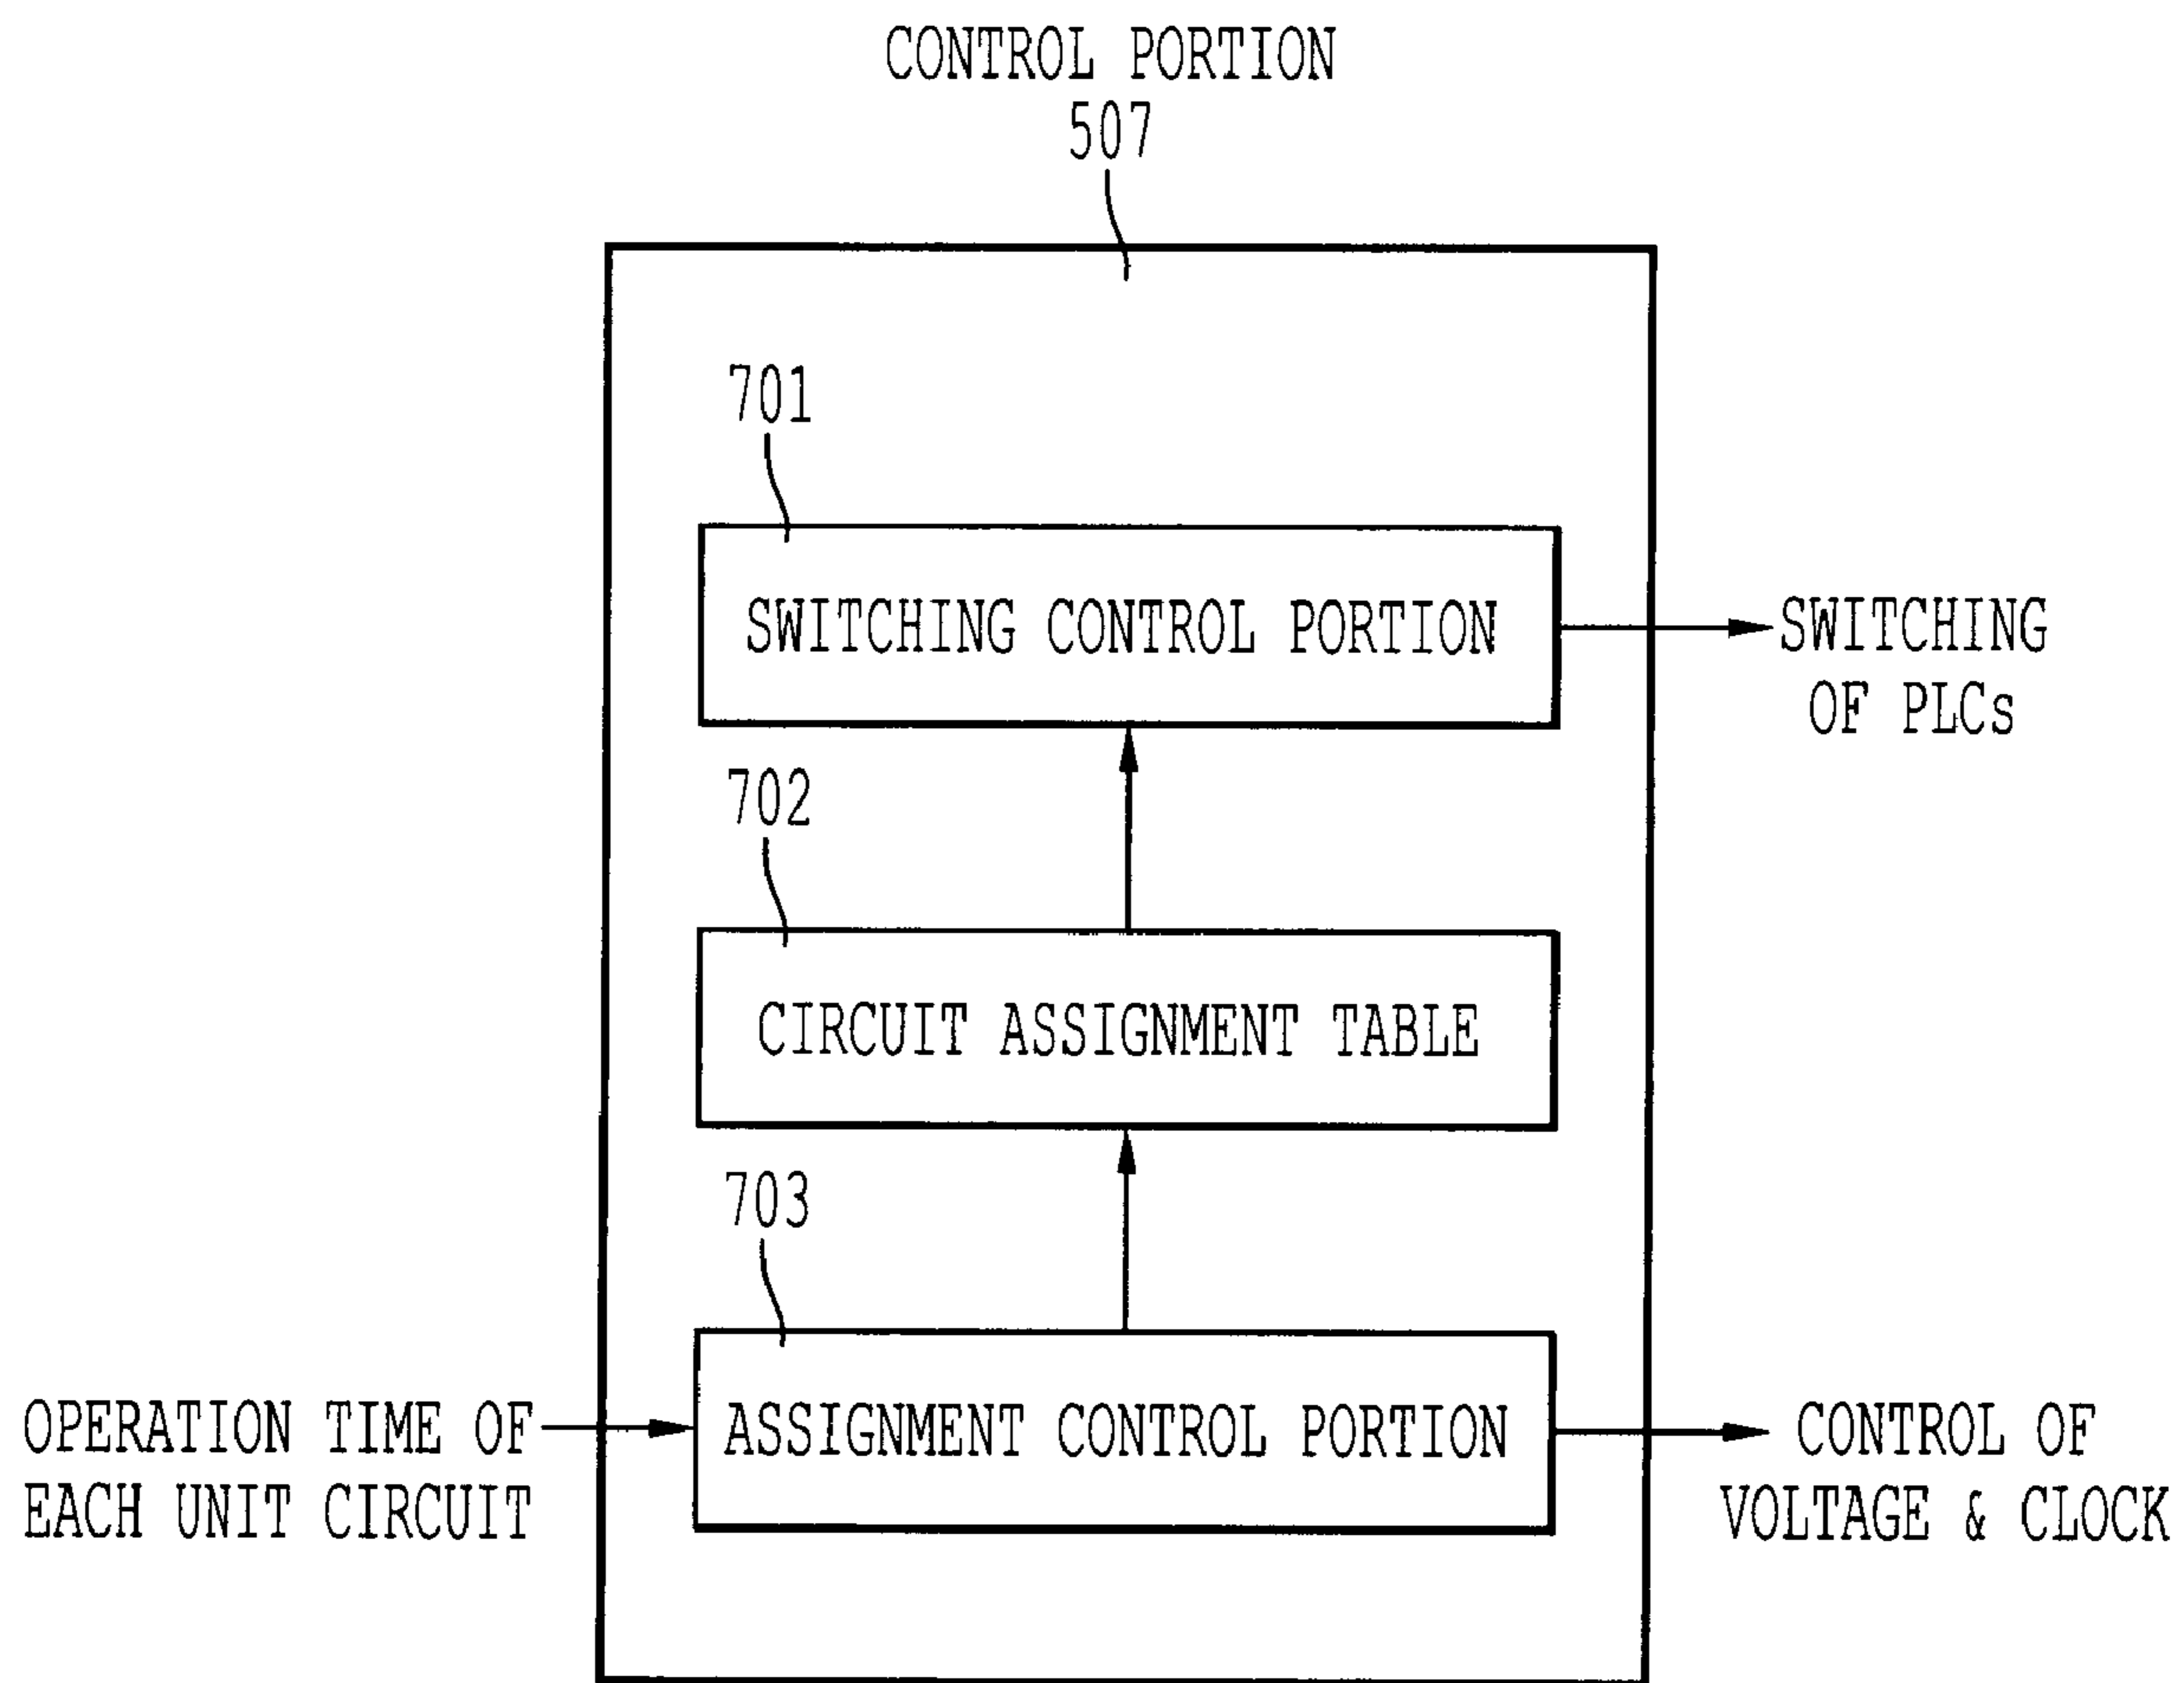 CONTROL PORTION
507
701
SWITCHING CONTROL PORTION
SWITCHING
OF PLCs
702
CIRCUIT ASSIGNMENT TABLE
703
OPERATION TIME OF
EACH UNIT CIRCUIT
ASSIGNMENT CONTROL PORTION
CONTROL OF
VOLTAGE & CLOCK